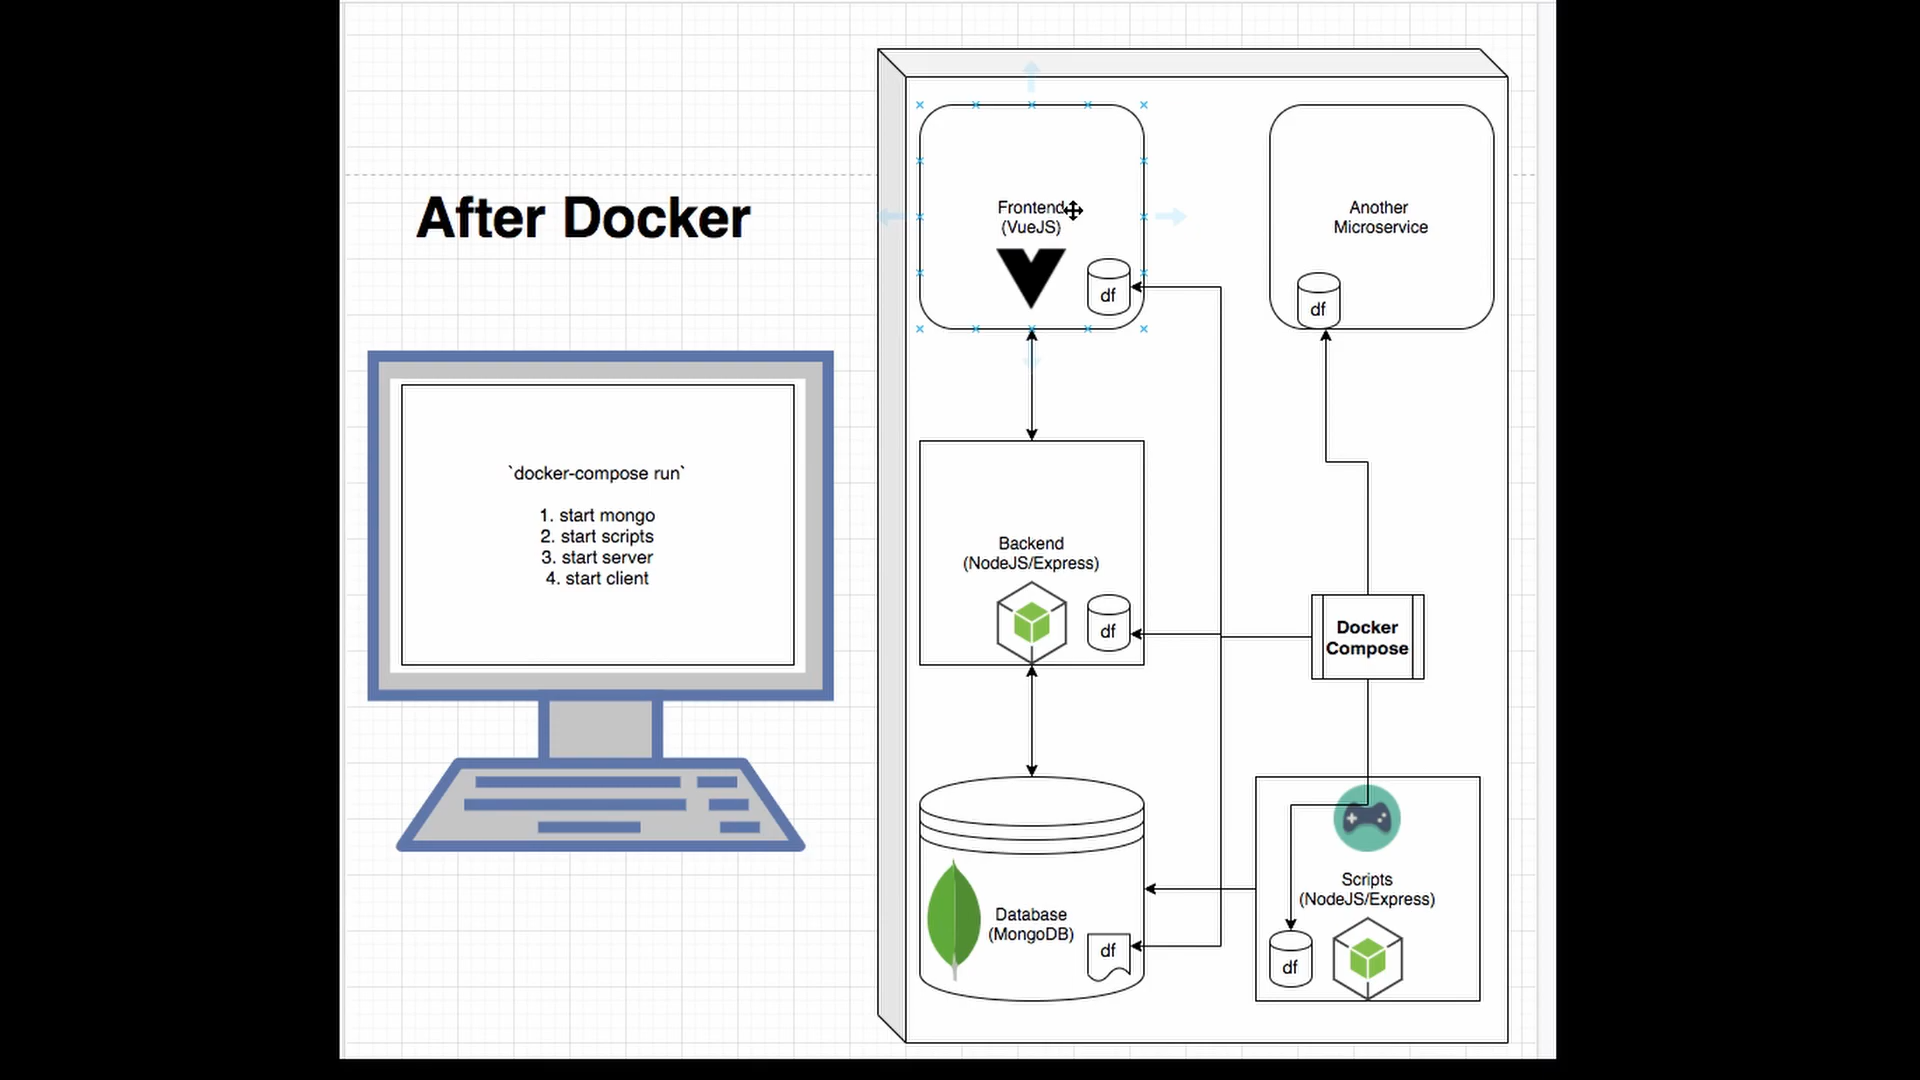 After Docker
`docker-compose run`
1. start mongo
2. start scripts
3. start server
4. start client
Frontend
(VueJS)
df
Another
Microservice
df
Backend
(NodeJS/Express)
df
Docker
Compose
Database
(MongoDB)
df
Scripts
(NodeJS/Express)
df